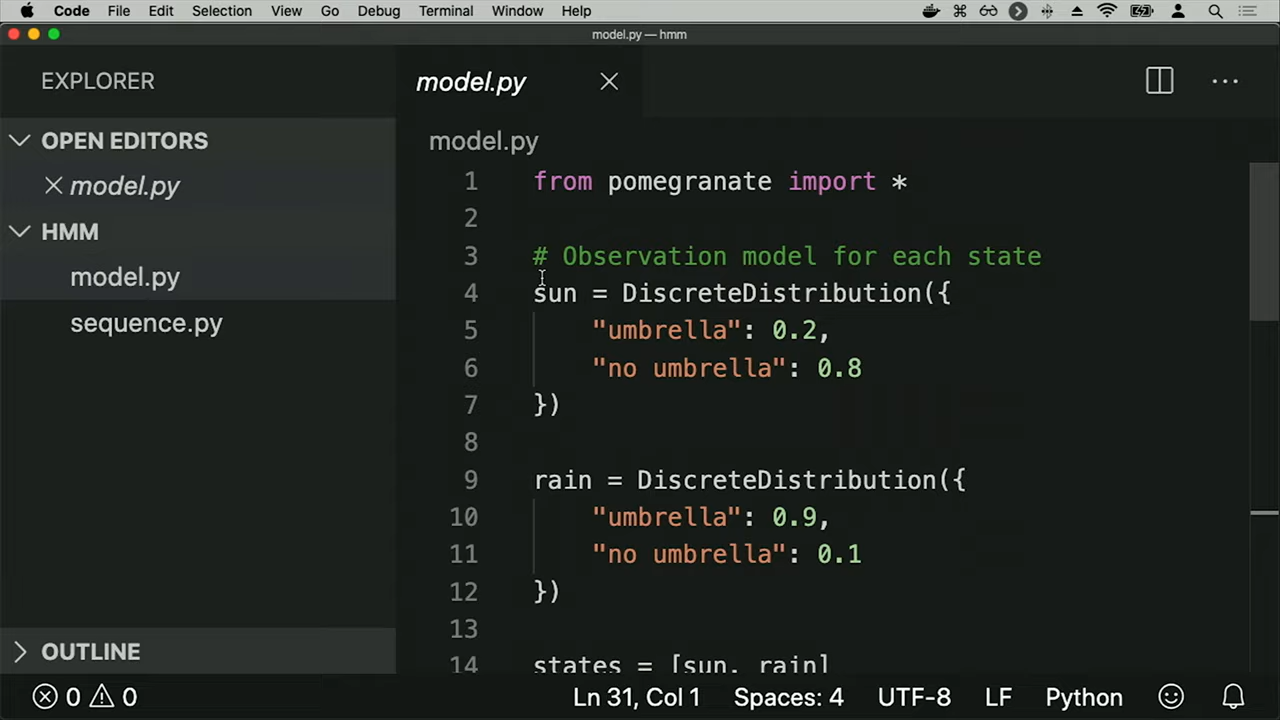 Code File Edit Selection View Go Debug Terminal Window Help
model.py — hmm
EXPLORER
OPEN EDITORS
model.py
HMM
model.py
sequence.py
OUTLINE
model.py
model.py
1 from pomegranate import *
2
3 # Observation model for each state
4 sun = DiscreteDistribution({
5 "umbrella": 0.2,
6 "no umbrella": 0.8
7 })
8
9 rain = DiscreteDistribution({
10 "umbrella": 0.9,
11 "no umbrella": 0.1
12 })
13
14 states = [sun, rain]
0 0 Ln 31, Col 1 Spaces: 4 UTF-8 LF Python